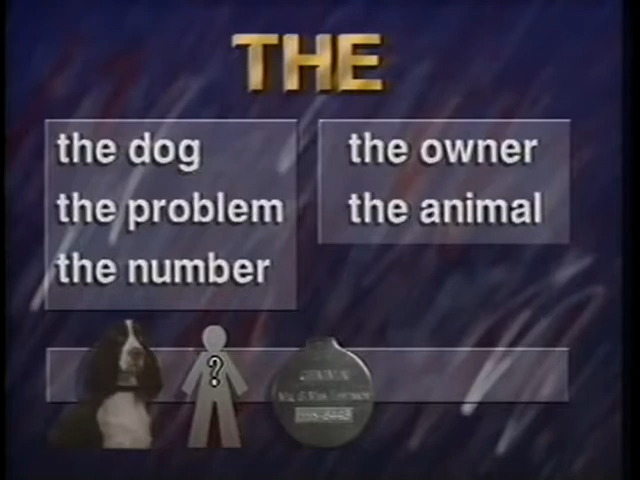 THE
the dog
the problem
the number
the owner
the animal
?